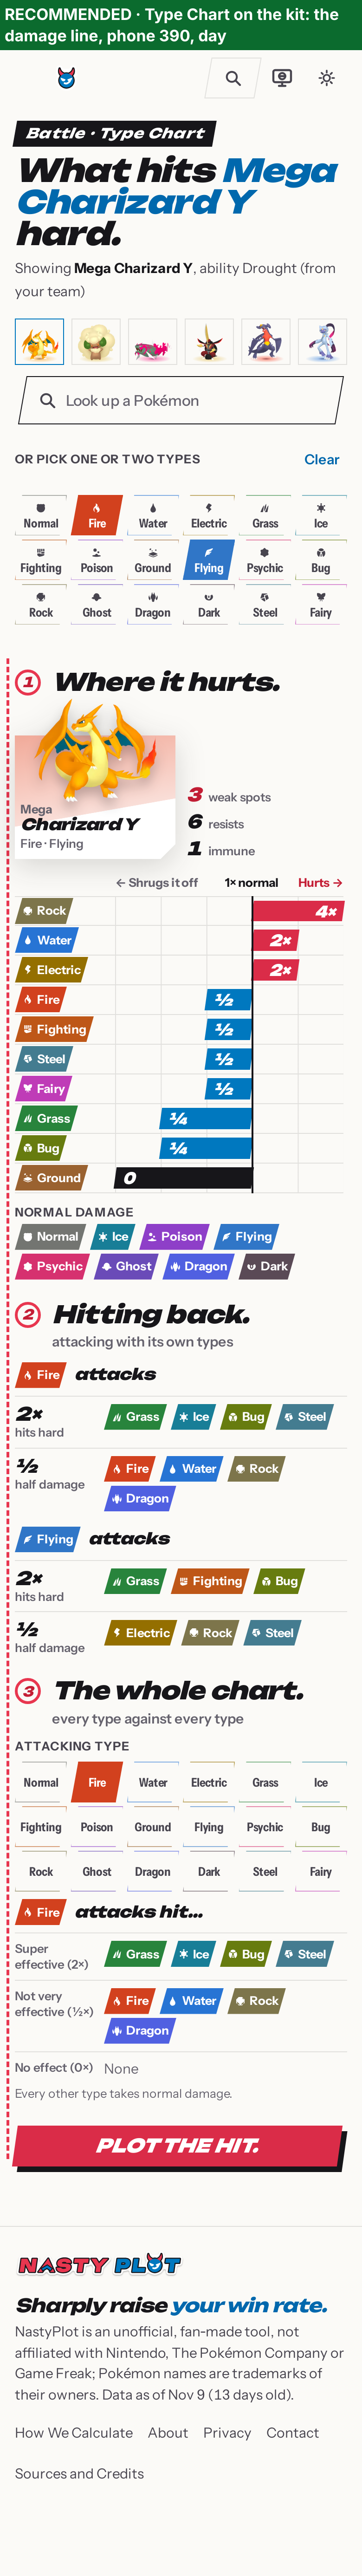 RECOMMENDED · Type Chart on the kit: the
damage line, phone 390, day
Battle · Type Chart
What hits Mega
Charizard Y
hard.
Showing Mega Charizard Y, ability Drought (from
your team)
Look up a Pokémon
OR PICK ONE OR TWO TYPES Clear
Normal Fire Water Electric Grass Ice
Fighting Poison Ground Flying Psychic Bug
Rock Ghost Dragon Dark Steel Fairy
1 Where it hurts.
Mega
Charizard Y
Fire · Flying
3 weak spots
6 resists
1 immune
← Shrugs it off 1× normal Hurts →
Rock 4×
Water 2×
Electric 2×
Fire ½
Fighting ½
Steel ½
Fairy ½
Grass ¼
Bug ¼
Ground 0
NORMAL DAMAGE
Normal Ice Poison Flying
Psychic Ghost Dragon Dark
2 Hitting back.
attacking with its own types
Fire attacks
2× Grass Ice Bug Steel
hits hard
½ Fire Water Rock
half damage
Dragon
Flying attacks
2× Grass Fighting Bug
hits hard
½ Electric Rock Steel
half damage
3 The whole chart.
every type against every type
ATTACKING TYPE
Normal Fire Water Electric Grass Ice
Fighting Poison Ground Flying Psychic Bug
Rock Ghost Dragon Dark Steel Fairy
Fire attacks hit...
Super
effective (2×) Grass Ice Bug Steel
Not very
effective (½×) Fire Water Rock
Dragon
No effect (0×) None
Every other type takes normal damage.
PLOT THE HIT.
NASTY PLOT
Sharply raise your win rate.
NastyPlot is an unofficial, fan-made tool, not
affiliated with Nintendo, The Pokémon Company or
Game Freak; Pokémon names are trademarks of
their owners. Data as of Nov 9 (13 days old).
How We Calculate About Privacy Contact
Sources and Credits